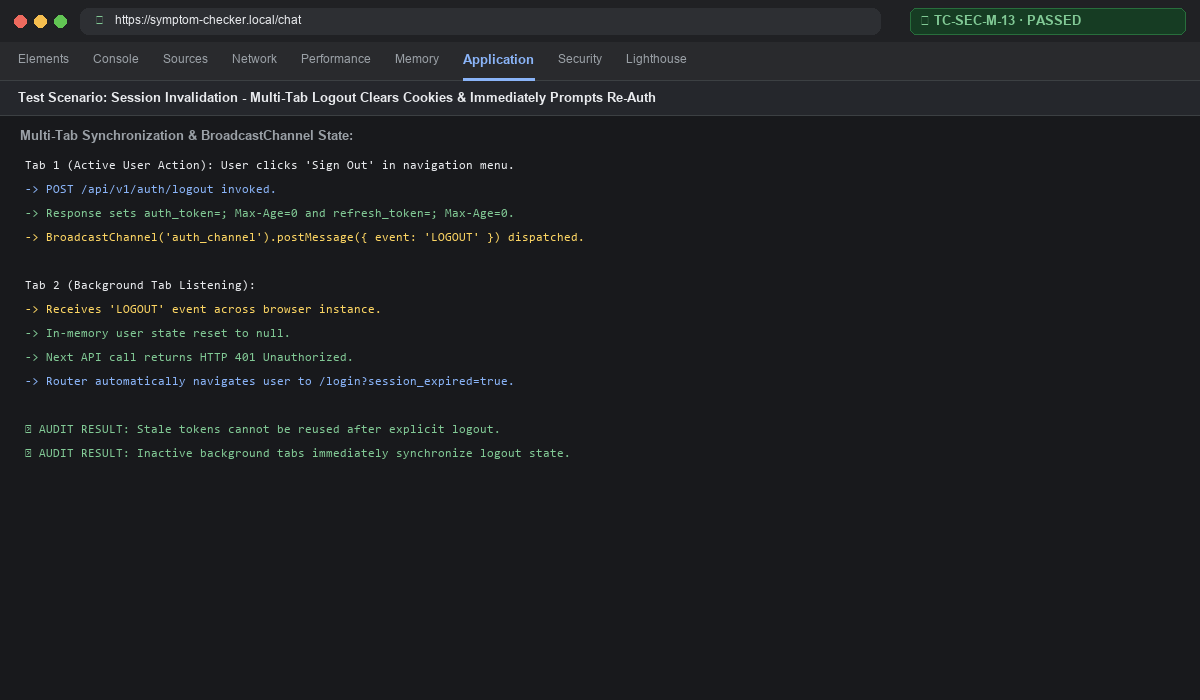 https://symptom-checker.local/chat
TC-SEC-M-13 · PASSED
Elements Console Sources Network Performance Memory Application Security Lighthouse
Test Scenario: Session Invalidation - Multi-Tab Logout Clears Cookies & Immediately Prompts Re-Auth
Multi-Tab Synchronization & BroadcastChannel State:
Tab 1 (Active User Action): User clicks 'Sign Out' in navigation menu.
-> POST /api/v1/auth/logout invoked.
-> Response sets auth_token=; Max-Age=0 and refresh_token=; Max-Age=0.
-> BroadcastChannel('auth_channel').postMessage({ event: 'LOGOUT' }) dispatched.
Tab 2 (Background Tab Listening):
-> Receives 'LOGOUT' event across browser instance.
-> In-memory user state reset to null.
-> Next API call returns HTTP 401 Unauthorized.
-> Router automatically navigates user to /login?session_expired=true.
AUDIT RESULT: Stale tokens cannot be reused after explicit logout.
AUDIT RESULT: Inactive background tabs immediately synchronize logout state.